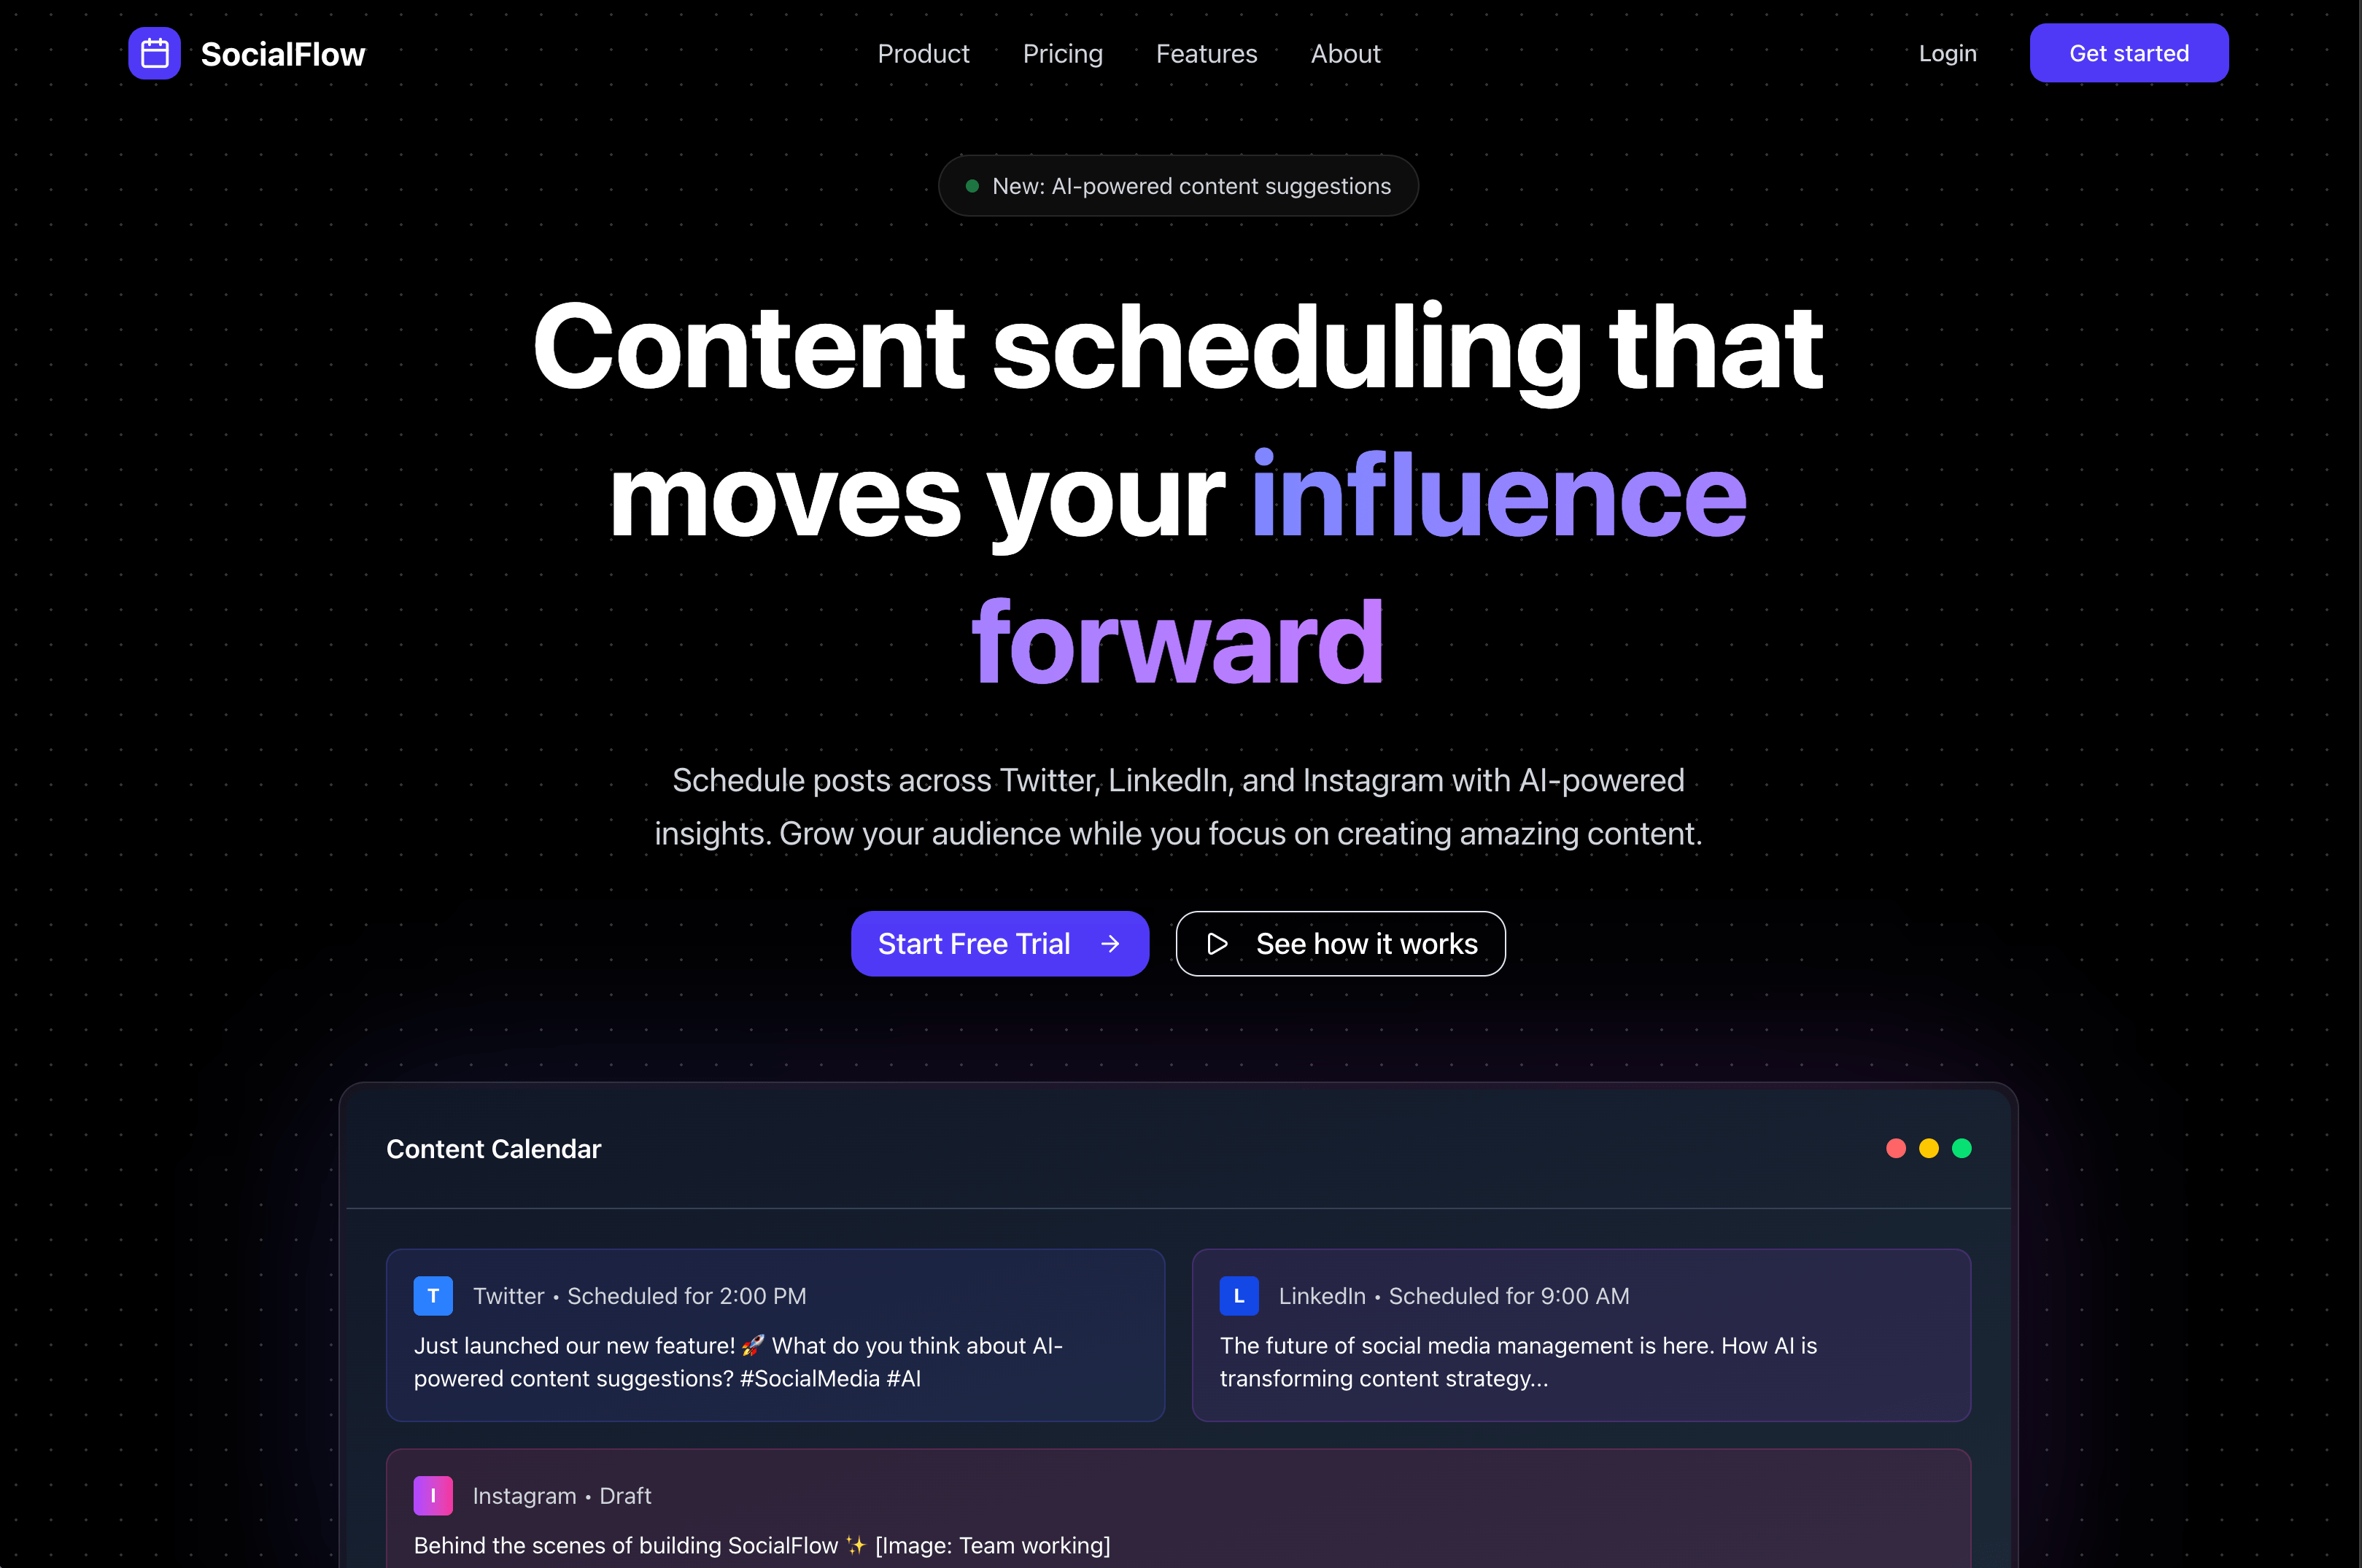 SocialFlow
Product
Pricing
Features
About
Login
Get started
New: AI-powered content suggestions
Content scheduling that
moves your influence
forward
Schedule posts across Twitter, LinkedIn, and Instagram with AI-powered
insights. Grow your audience while you focus on creating amazing content.
Start Free Trial →
See how it works
Content Calendar
T
Twitter • Scheduled for 2:00 PM
Just launched our new feature! 🚀 What do you think about AI-
powered content suggestions? #SocialMedia #AI
L
LinkedIn • Scheduled for 9:00 AM
The future of social media management is here. How AI is
transforming content strategy...
I
Instagram • Draft
Behind the scenes of building SocialFlow ✨ [Image: Team working]